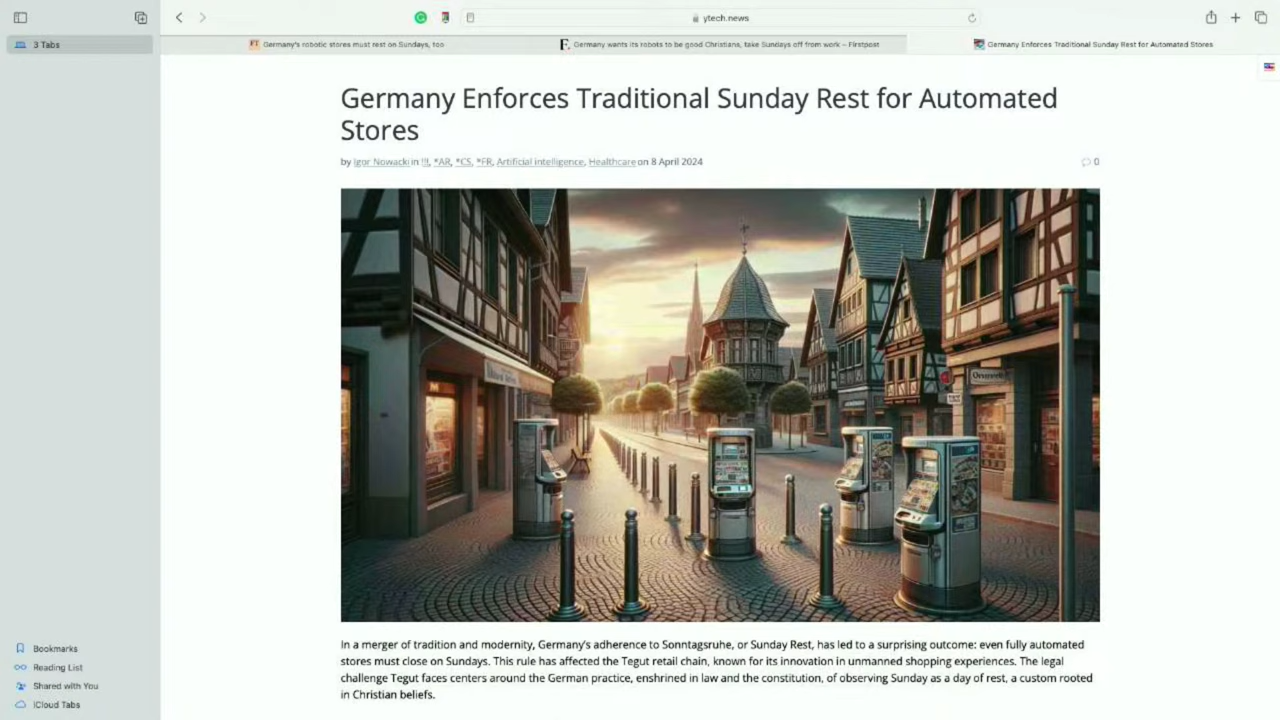 ytech.news
3 Tabs
Germany's robotic stores must rest on Sundays, too
Germany wants its robots to be good Christians, take Sundays off from work – Firstpost
Germany Enforces Traditional Sunday Rest for Automated Stores
Germany Enforces Traditional Sunday Rest for Automated
Stores
by Igor Nowacki in !!!, *AR, *CS, *FR, Artificial intelligence, Healthcare on 8 April 2024
0
In a merger of tradition and modernity, Germany's adherence to Sonntagsruhe, or Sunday Rest, has led to a surprising outcome: even fully automated
stores must close on Sundays. This rule has affected the Tegut retail chain, known for its innovation in unmanned shopping experiences. The legal
challenge Tegut faces centers around the German practice, enshrined in law and the constitution, of observing Sunday as a day of rest, a custom rooted
in Christian beliefs.
Bookmarks
Reading List
Shared with You
iCloud Tabs